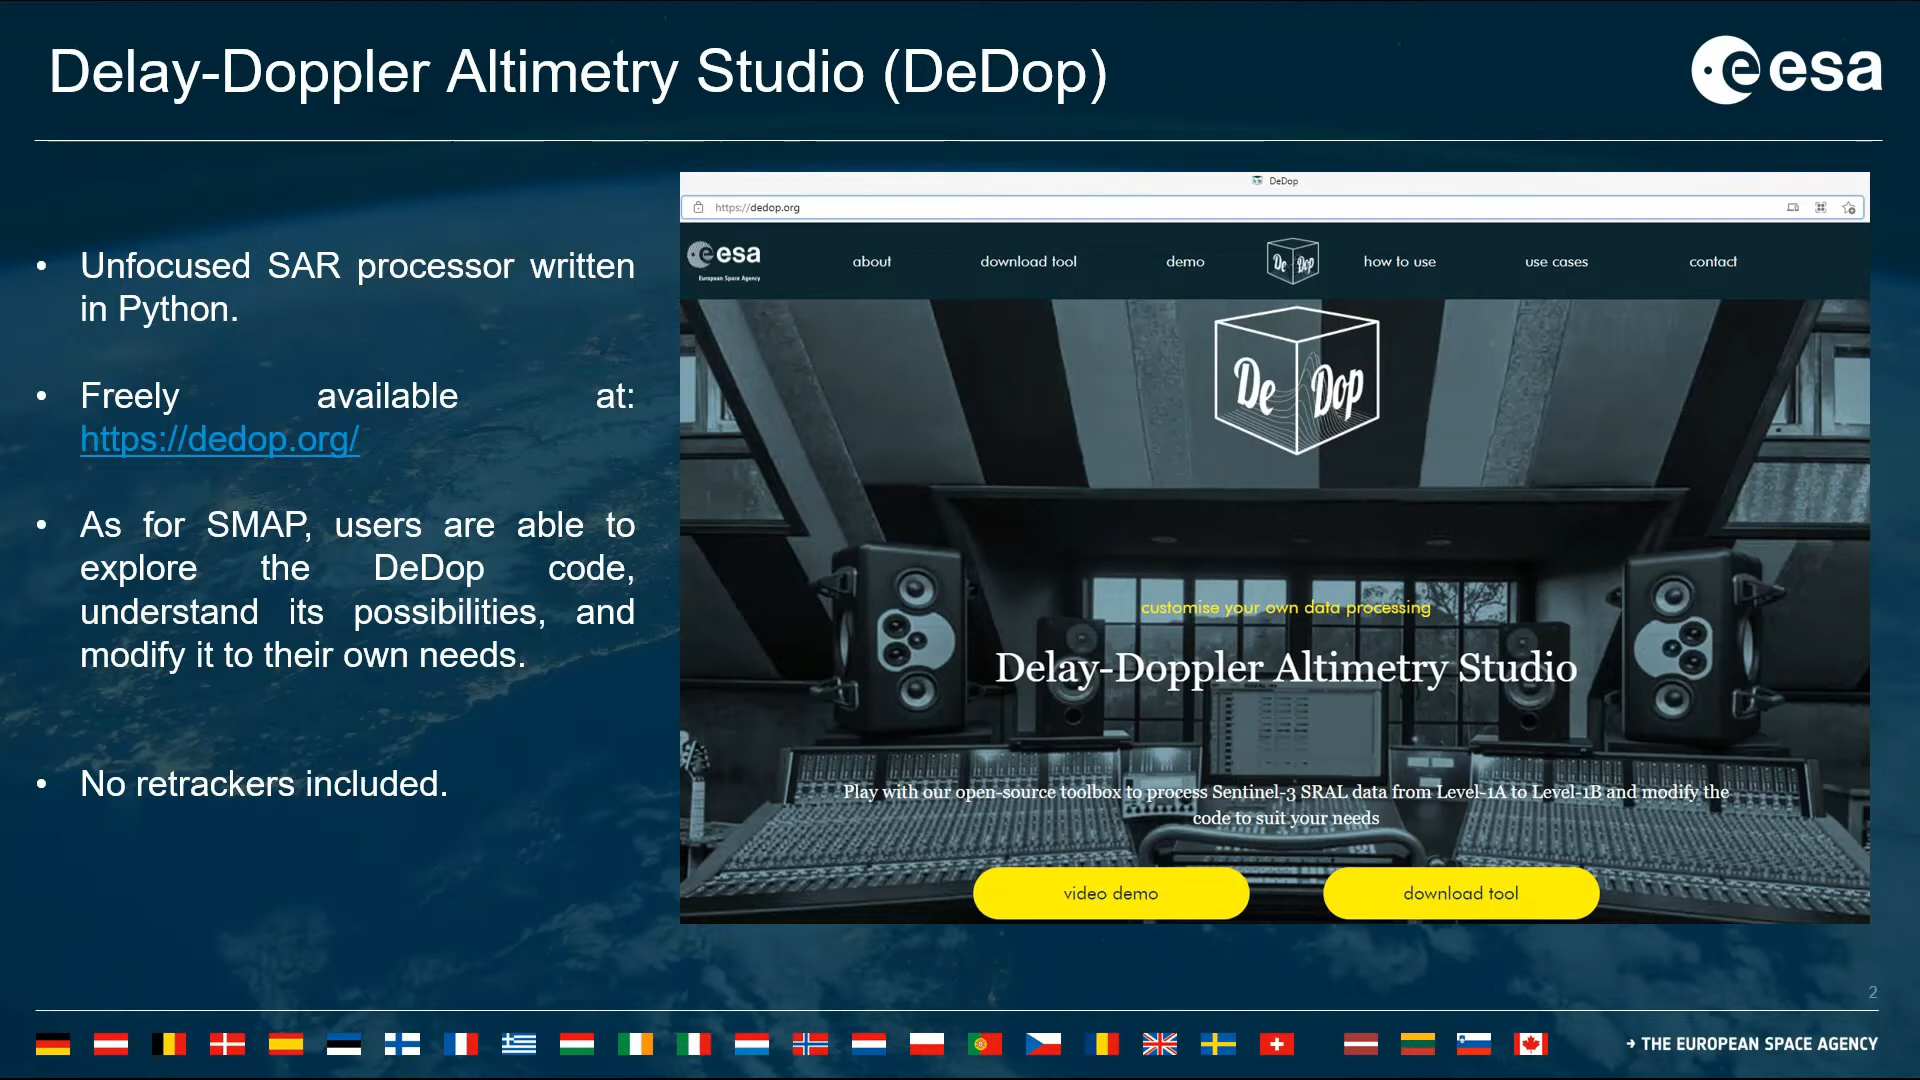 Delay-Doppler Altimetry Studio (DeDop)
esa
• Unfocused SAR processor written
in Python.
• Freely available at:
https://dedop.org/
• As for SMAP, users are able to
explore the DeDop code,
understand its possibilities, and
modify it to their own needs.
• No retrackers included.
DeDop
https://dedop.org
esa
European Space Agency
about
download tool
demo
De Dop
how to use
use cases
contact
De Dop
customise your own data processing
Delay-Doppler Altimetry Studio
Play with our open-source toolbox to process Sentinel-3 SRAL data from Level-1A to Level-1B and modify the
code to suit your needs
video demo
download tool
2
→ THE EUROPEAN SPACE AGENCY